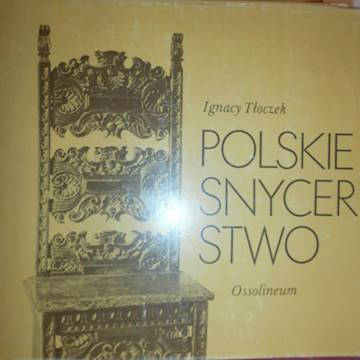 Ignacy Tłoczek
POLSKIE
SNYCER
STWO
Ossolineum